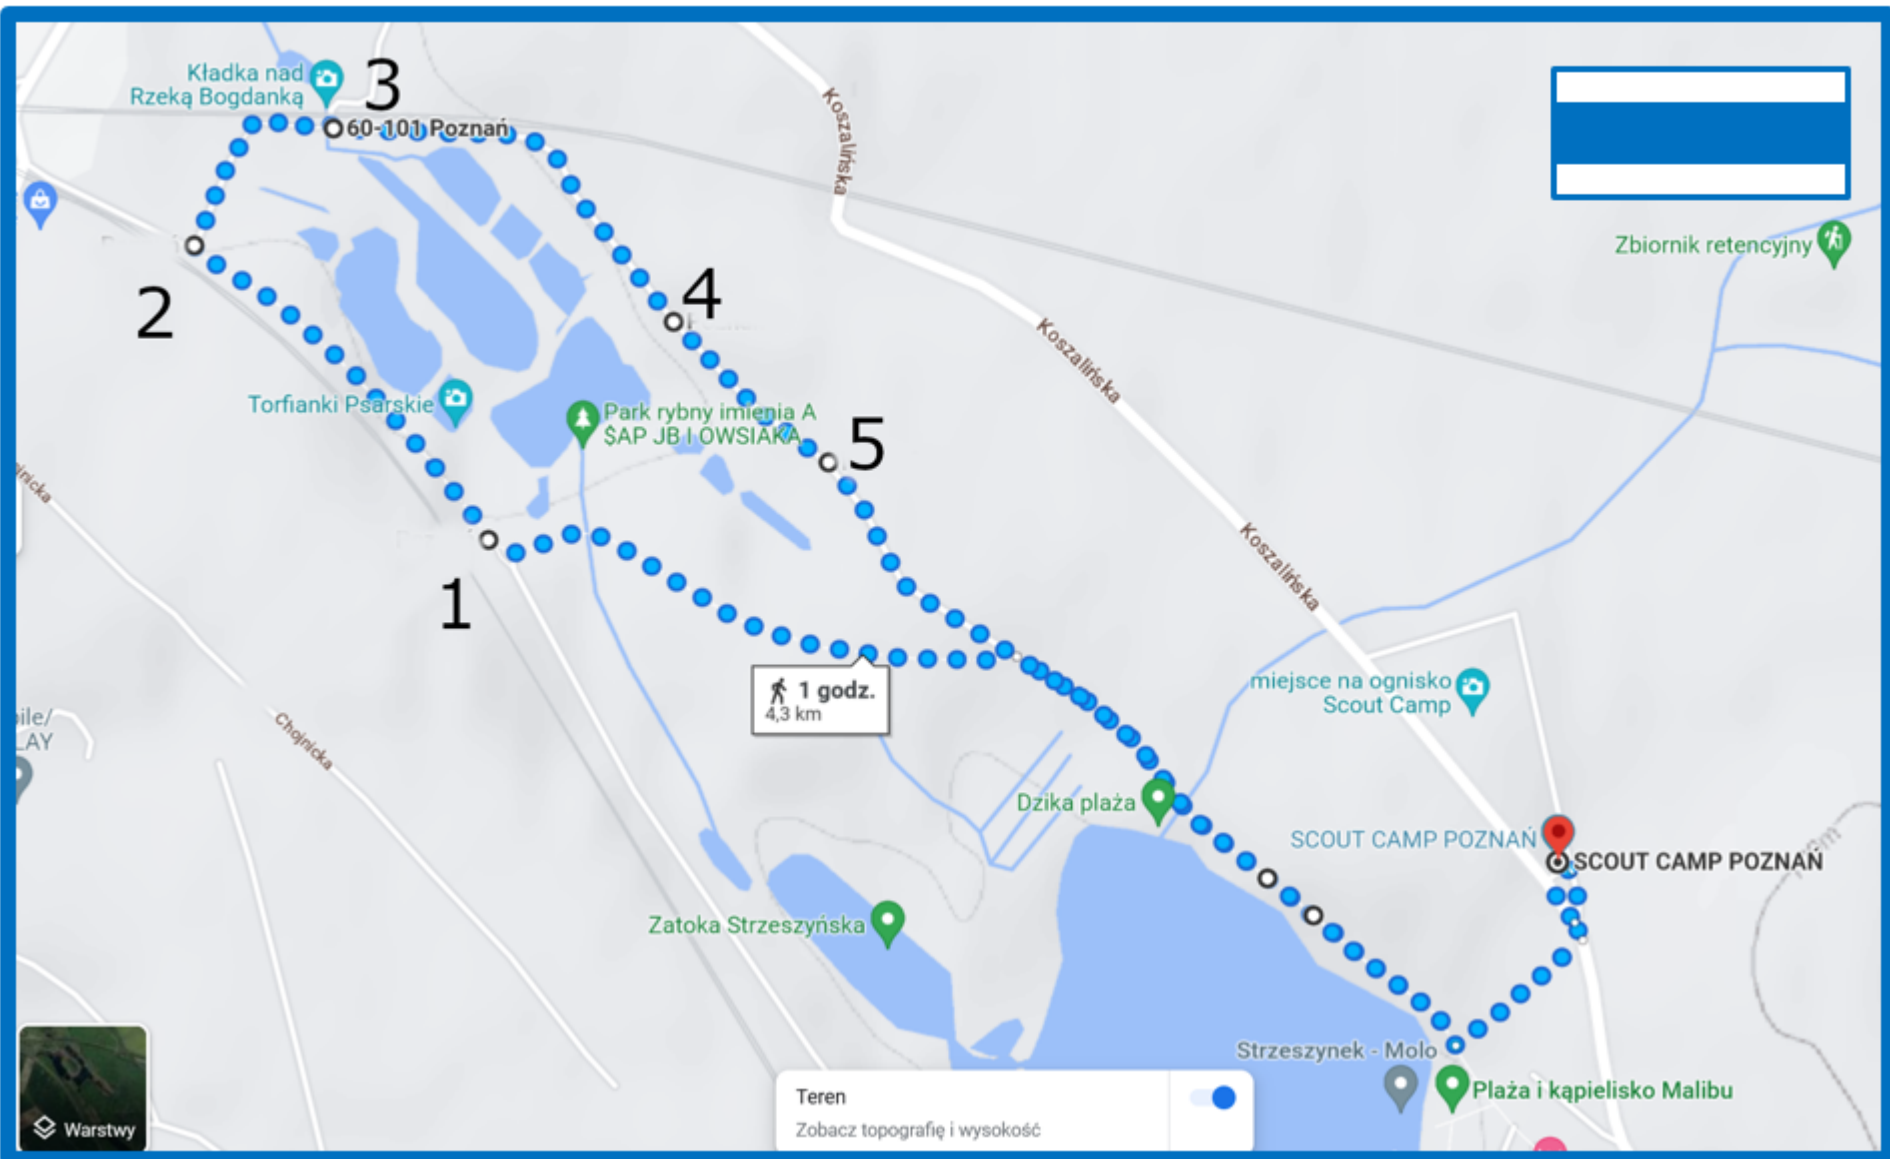 Kładka nad
Rzeką Bogdanką
3
60-101 Poznań
Koszalińska
Zbiornik retencyjny
2
4
Koszalińska
Torfianki Psarskie
Park rybny imienia A
$AP JB I OWSIAKA
5
Koszalińska
1
1 godz.
4,3 km
miejsce na ognisko
Scout Camp
Chojnicka
Dzika plaża
SCOUT CAMP POZNAŃ
SCOUT CAMP POZNAŃ
Zatoka Strzeszyńska
Strzeszynek - Molo
Plaża i kąpielisko Malibu
Teren
Zobacz topografię i wysokość
Warstwy